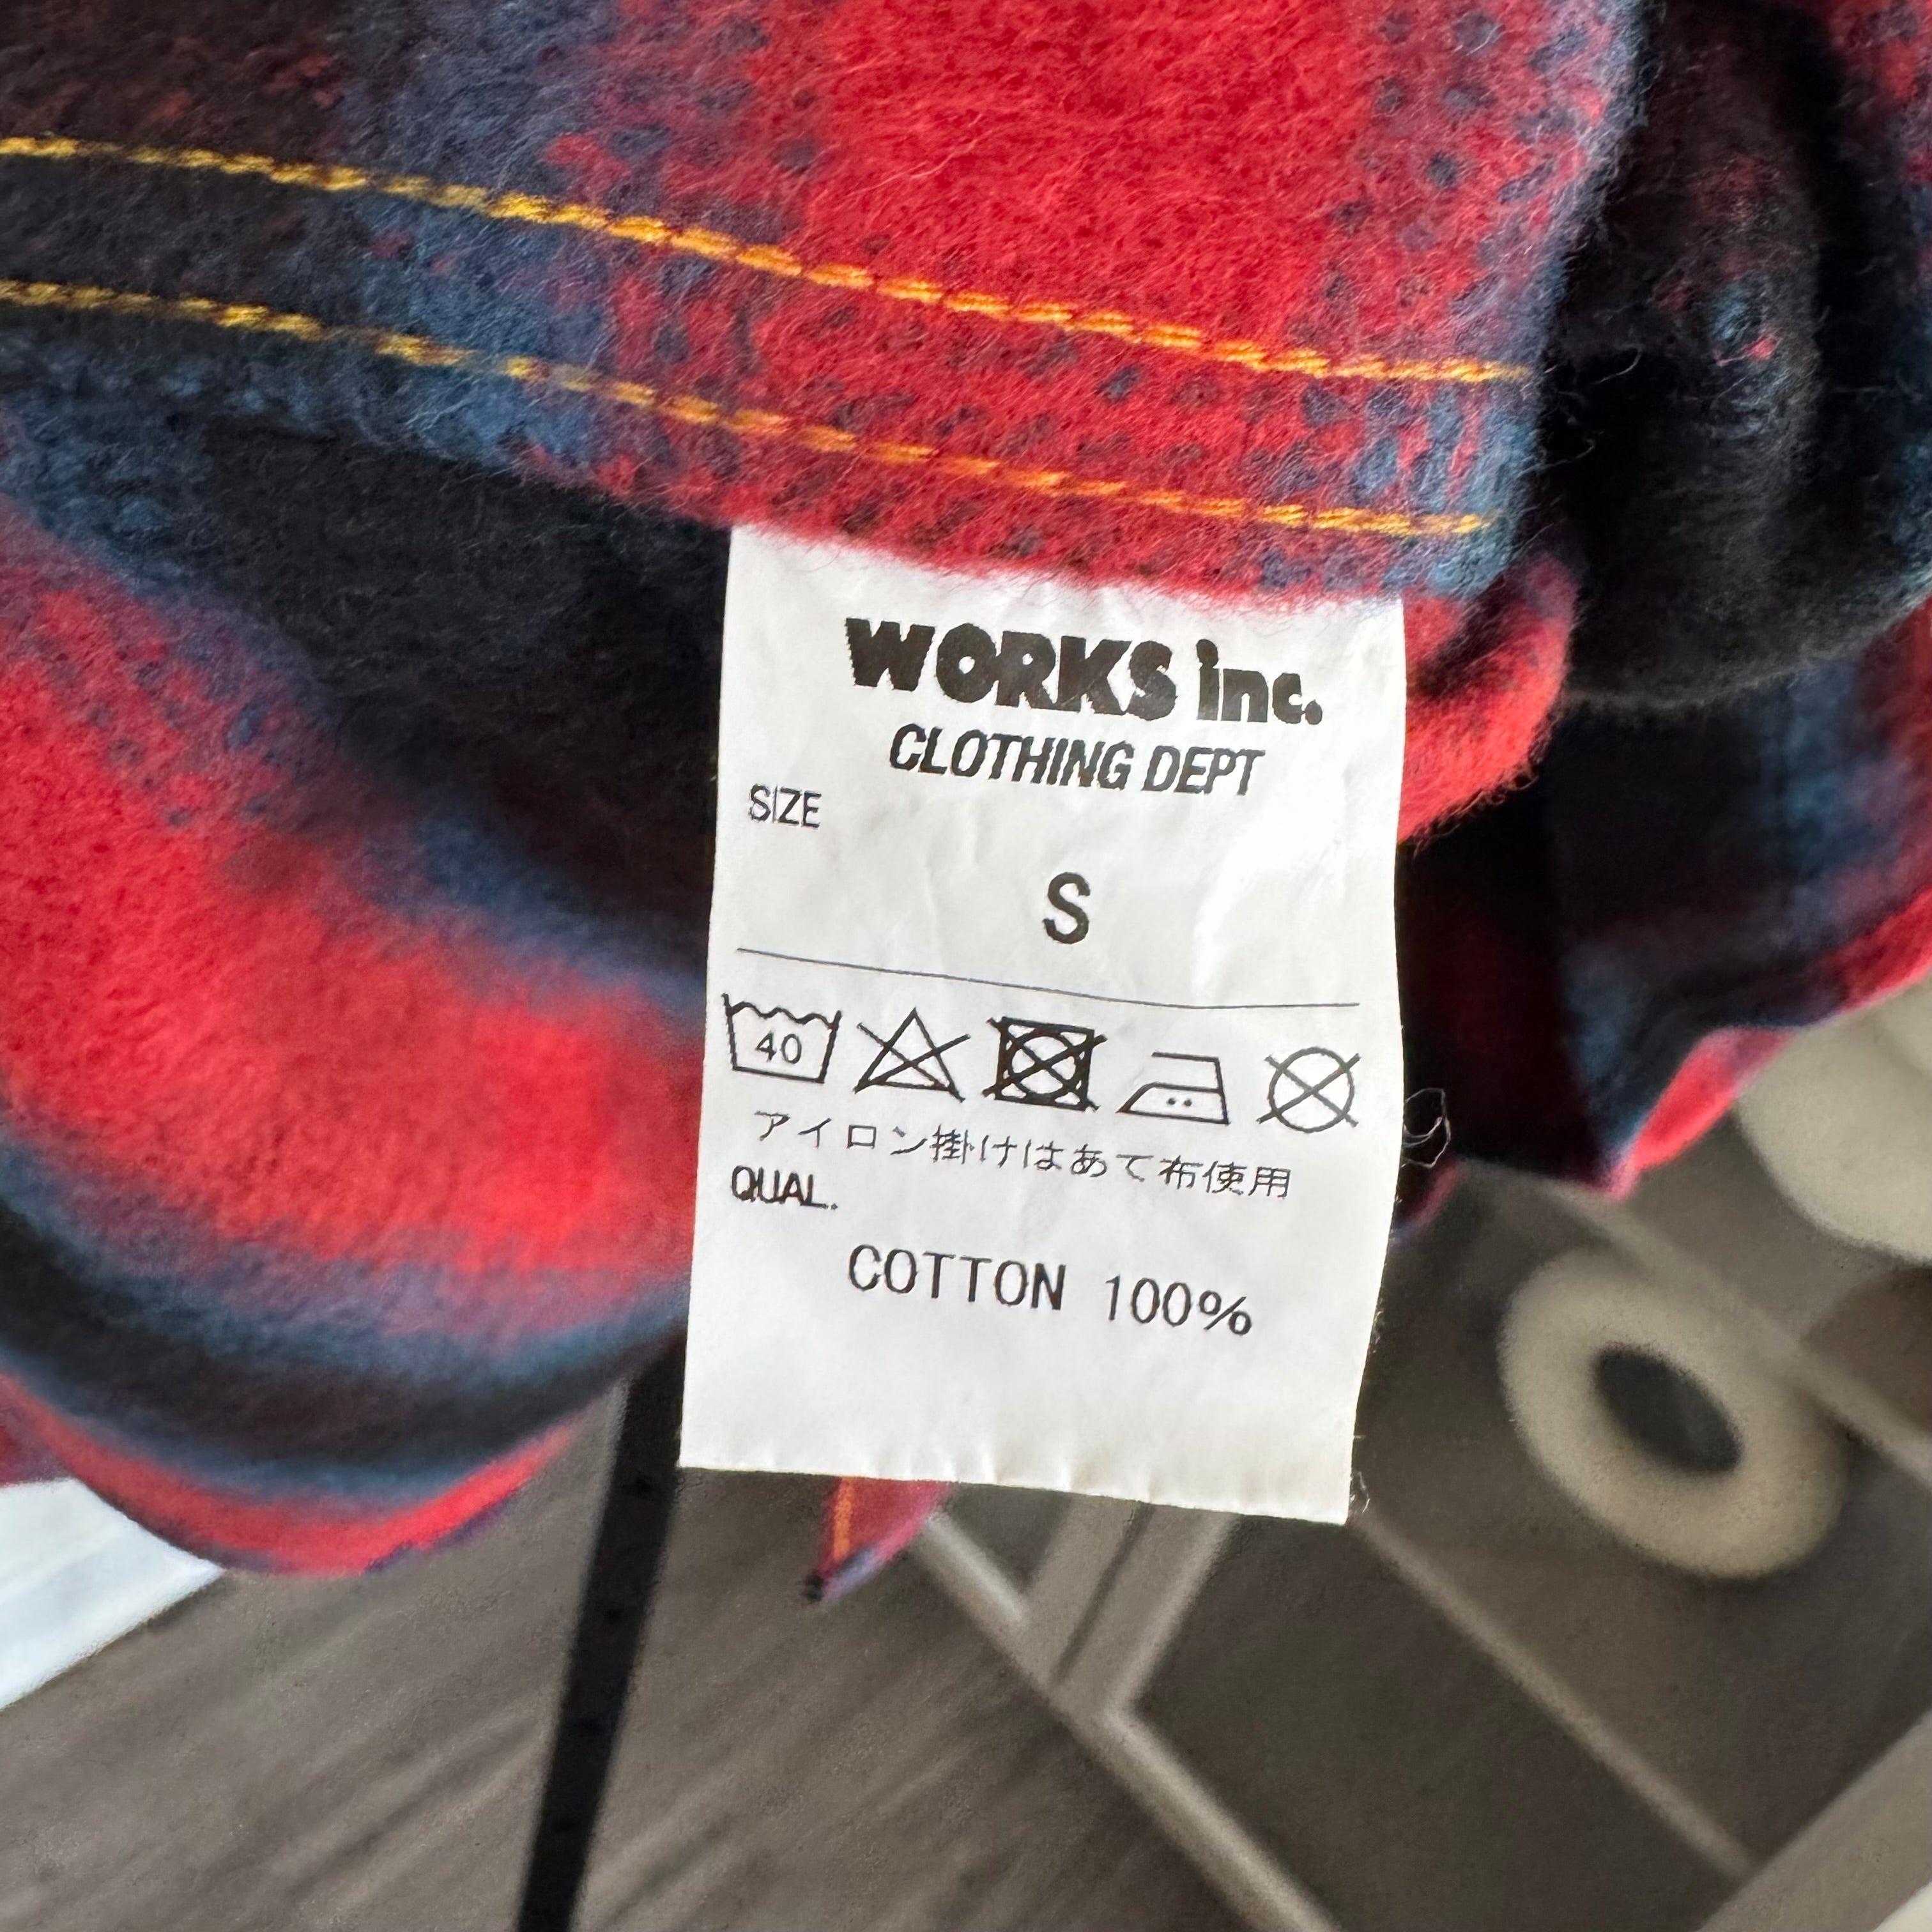 WORKS inc.
CLOTHING DEPT
SIZE
S
40
アイロン掛けはあて布使用
QUAL.
COTTON 100%